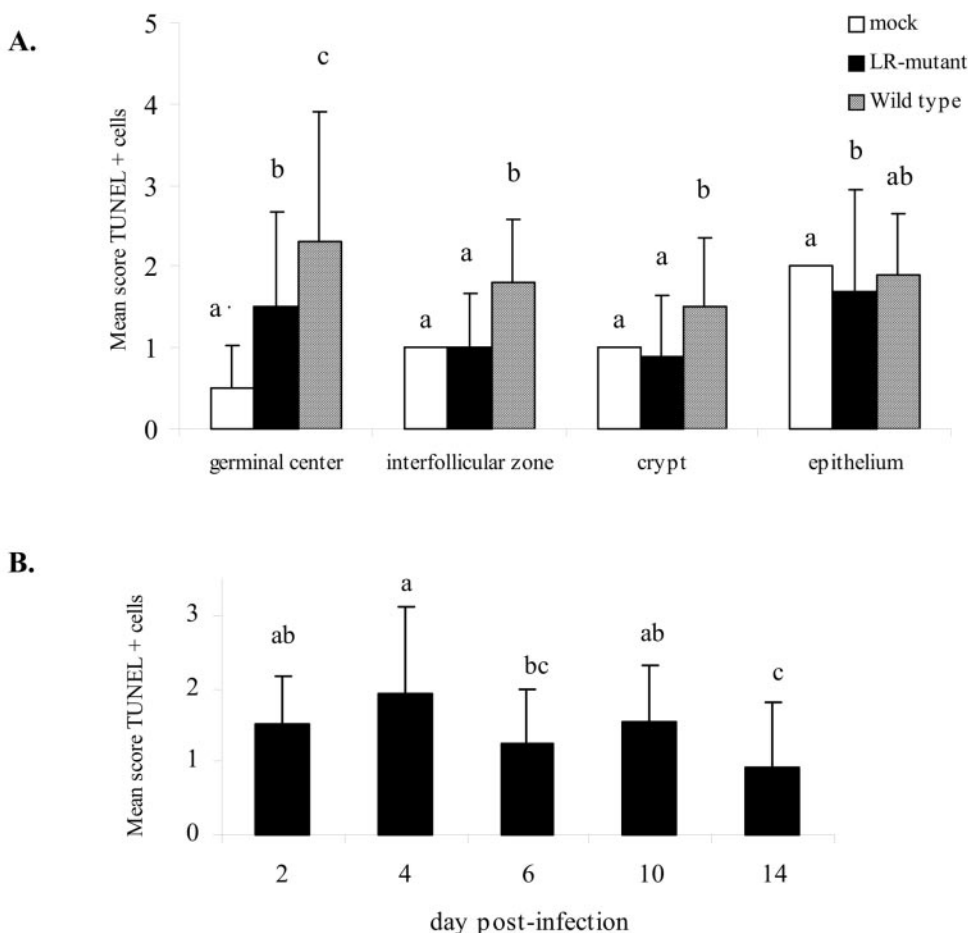 A.
Mean score TUNEL + cells
5
4
3
2
1
0
mock
LR-mutant
Wild type
a
b
c
a
a
b
a
a
b
a
b
ab
germinal center
interfollicular zone
crypt
epithelium
B.
Mean score TUNEL + cells
3
2
1
0
ab
a
bc
ab
c
2
4
6
10
14
day post-infection